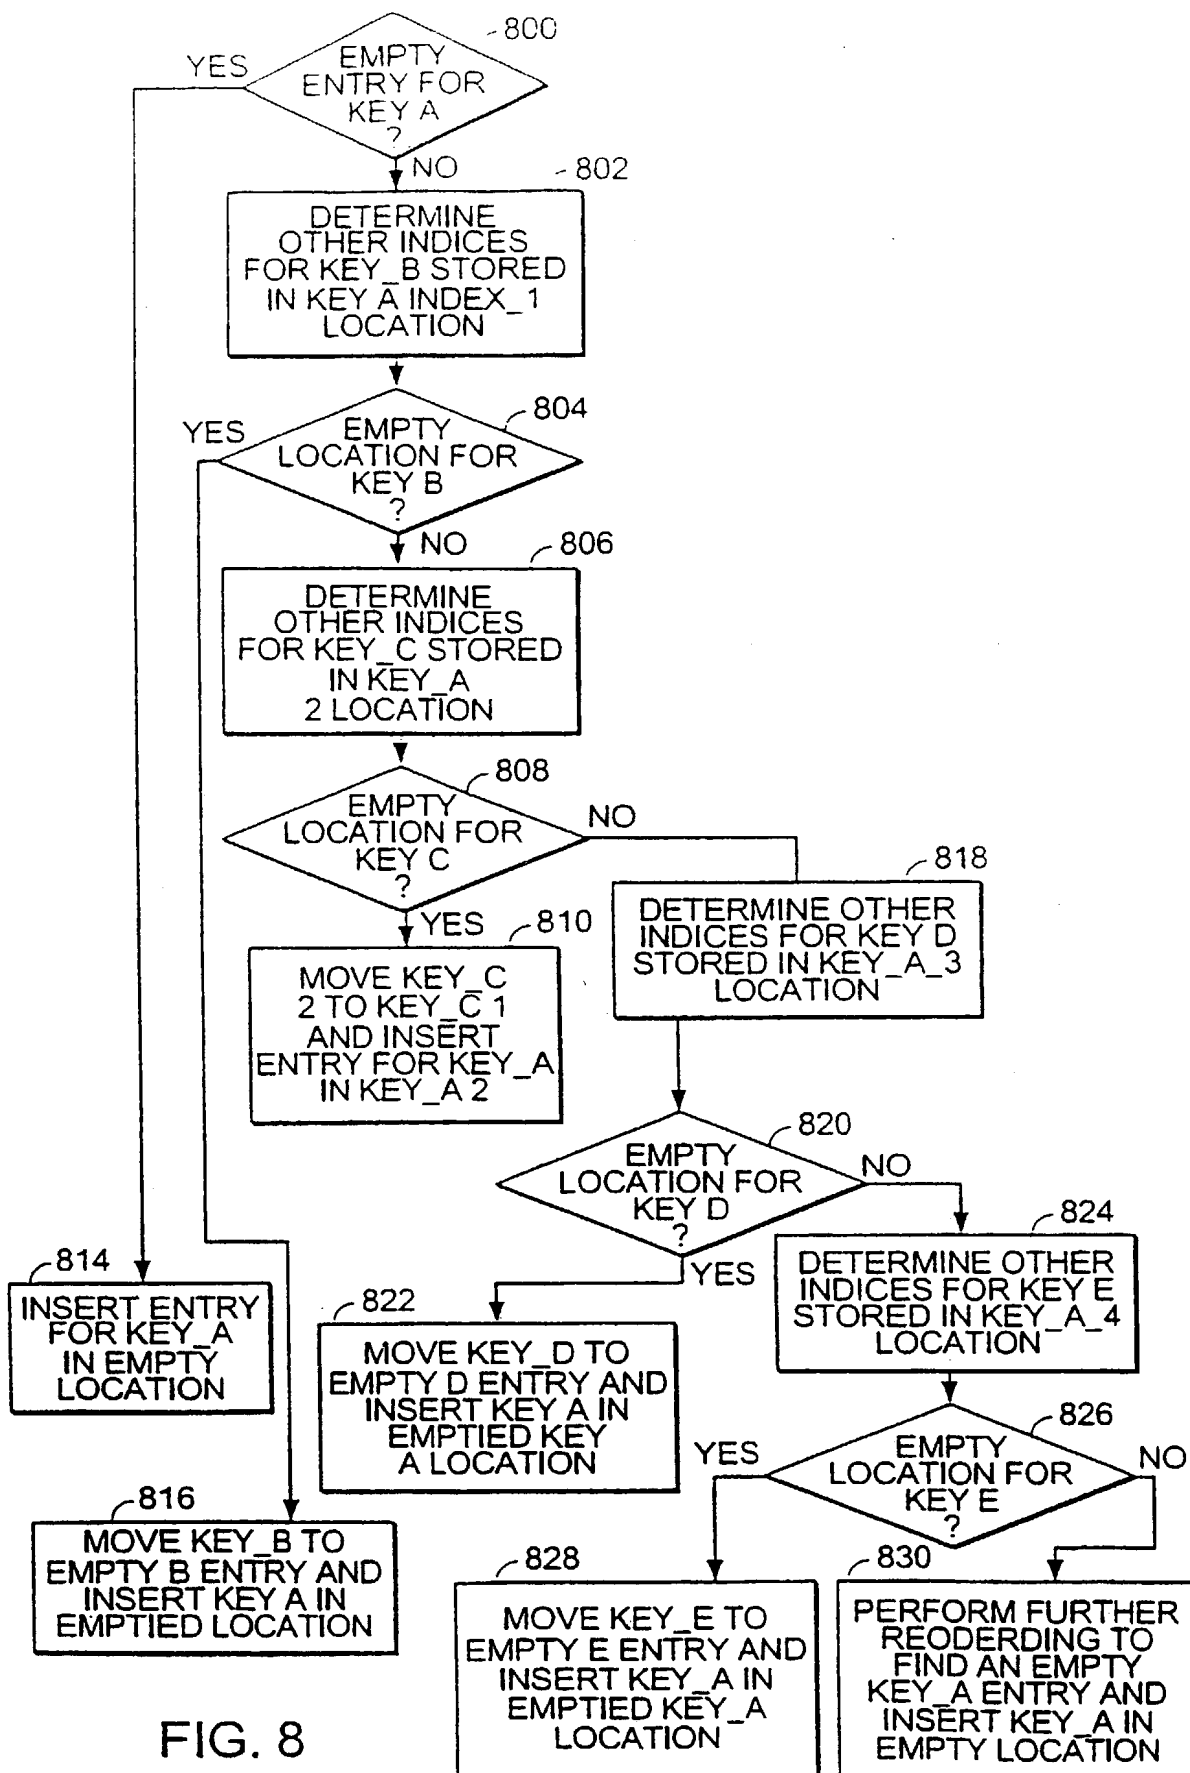 800
YES
EMPTY
ENTRY FOR
KEY A
?
NO
802
DETERMINE
OTHER INDICES
FOR KEY_B STORED
IN KEY A INDEX_1
LOCATION
804
YES
EMPTY
LOCATION FOR
KEY B
?
NO
806
DETERMINE
OTHER INDICES
FOR KEY_C STORED
IN KEY_A
2 LOCATION
808
EMPTY
LOCATION FOR
KEY C
?
NO
YES
810
MOVE KEY_C
2 TO KEY_C 1
AND INSERT
ENTRY FOR KEY_A
IN KEY_A 2
818
DETERMINE OTHER
INDICES FOR KEY D
STORED IN KEY_A_3
LOCATION
820
EMPTY
LOCATION FOR
KEY D
?
NO
YES
824
DETERMINE OTHER
INDICES FOR KEY E
STORED IN KEY_A_4
LOCATION
814
INSERT ENTRY
FOR KEY_A
IN EMPTY
LOCATION
822
MOVE KEY_D TO
EMPTY D ENTRY AND
INSERT KEY A IN
EMPTIED KEY
A LOCATION
826
YES
EMPTY
LOCATION FOR
KEY E
?
NO
816
MOVE KEY_B TO
EMPTY B ENTRY AND
INSERT KEY A IN
EMPTIED LOCATION
828
MOVE KEY_E TO
EMPTY E ENTRY AND
INSERT KEY_A IN
EMPTIED KEY_A
LOCATION
830
PERFORM FURTHER
REODERDING TO
FIND AN EMPTY
KEY_A ENTRY AND
INSERT KEY_A IN
EMPTY LOCATION
FIG. 8